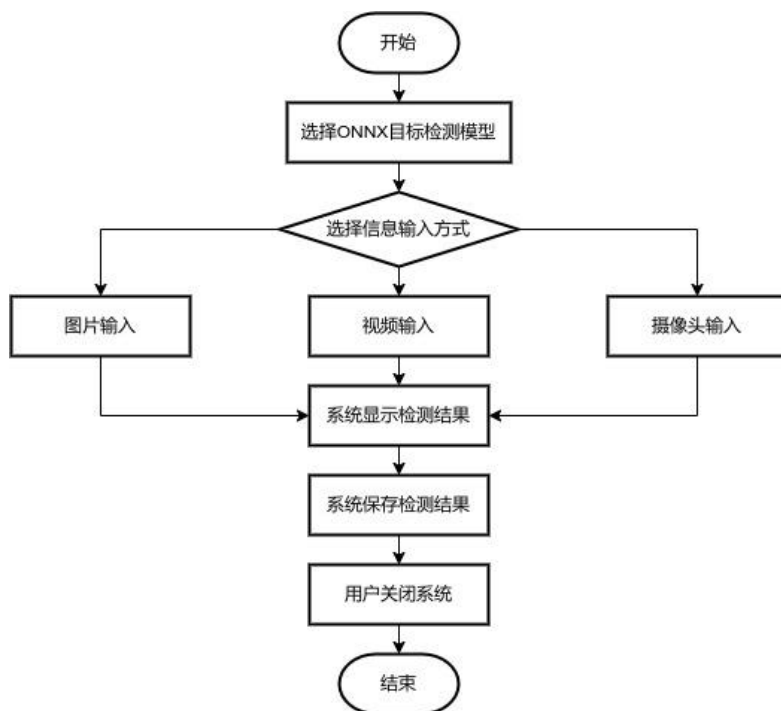 开始
选择ONNX目标检测模型
选择信息输入方式
图片输入
视频输入
摄像头输入
系统显示检测结果
系统保存检测结果
用户关闭系统
结束